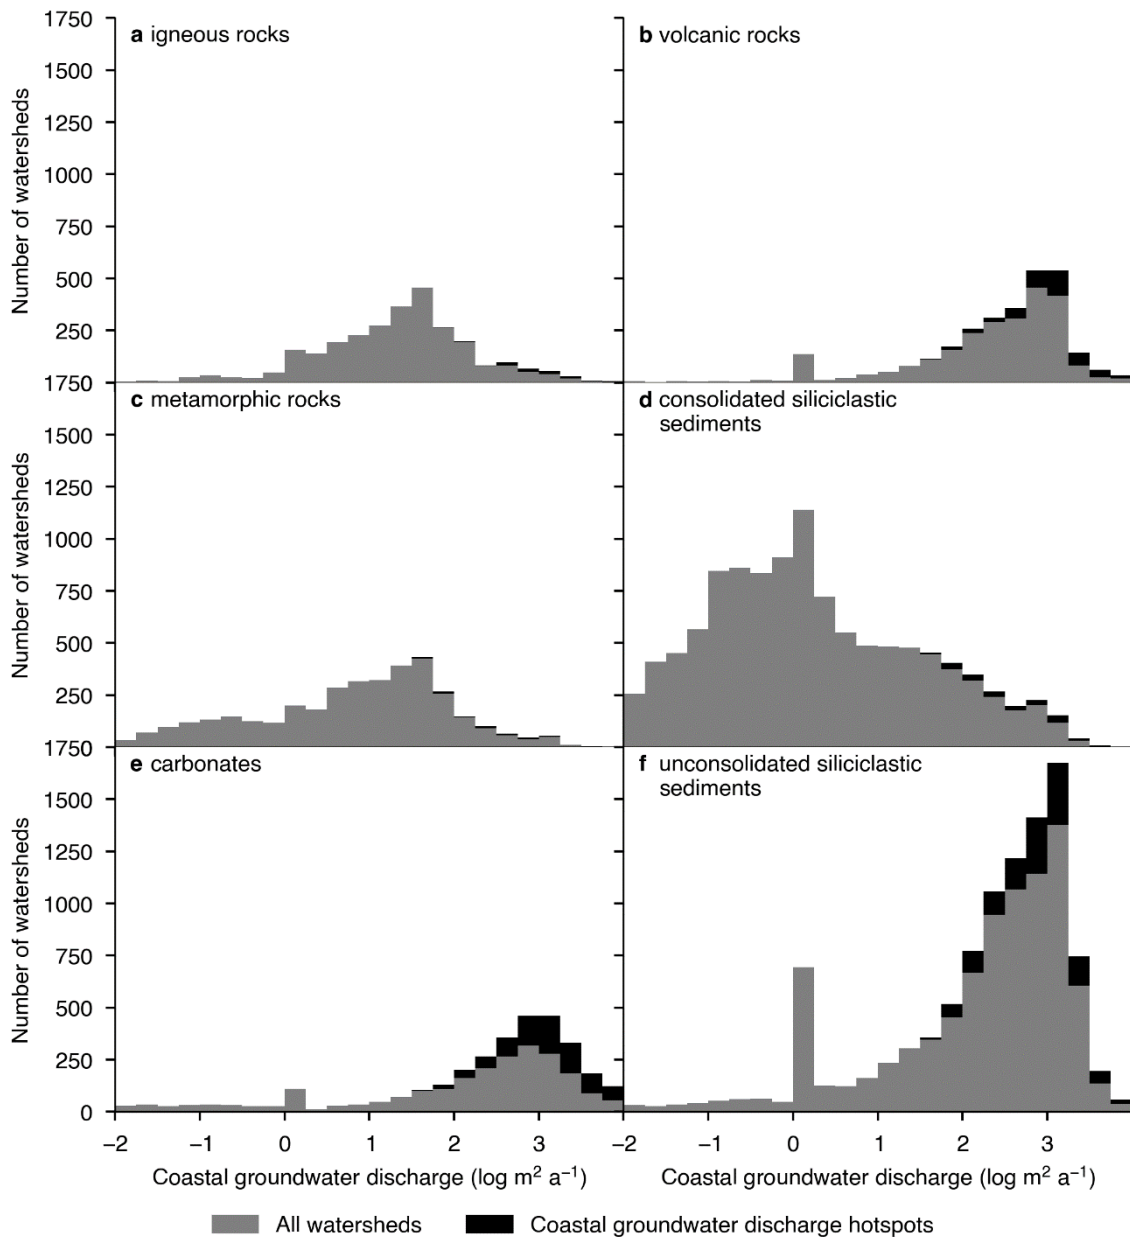 1750
1500
1250
1000
750
500
250
Number of watersheds
a igneous rocks
b volcanic rocks
1750
1500
1250
1000
750
500
250
Number of watersheds
c metamorphic rocks
d consolidated siliciclastic
sediments
1750
1500
1250
1000
750
500
250
0
Number of watersheds
e carbonates
f unconsolidated siliciclastic
sediments
−2 −1 0 1 2 3
−1 0 1 2 3
Coastal groundwater discharge (log m² a⁻¹)
Coastal groundwater discharge (log m² a⁻¹)
All watersheds
Coastal groundwater discharge hotspots